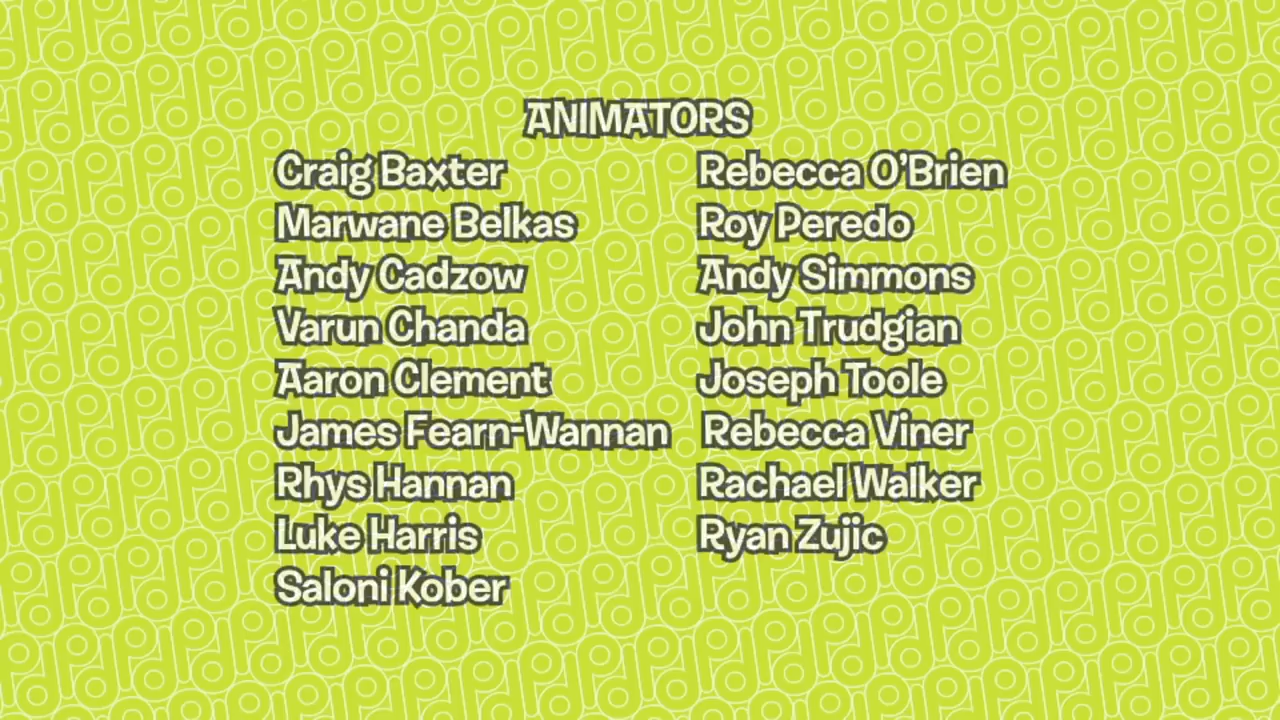 ANIMATORS
Craig Baxter
Marwane Belkas
Andy Cadzow
Varun Chanda
Aaron Clement
James Fearn-Wannan
Rhys Hannan
Luke Harris
Saloni Kober
Rebecca O’Brien
Roy Peredo
Andy Simmons
John Trudgian
Joseph Toole
Rebecca Viner
Rachael Walker
Ryan Zujic